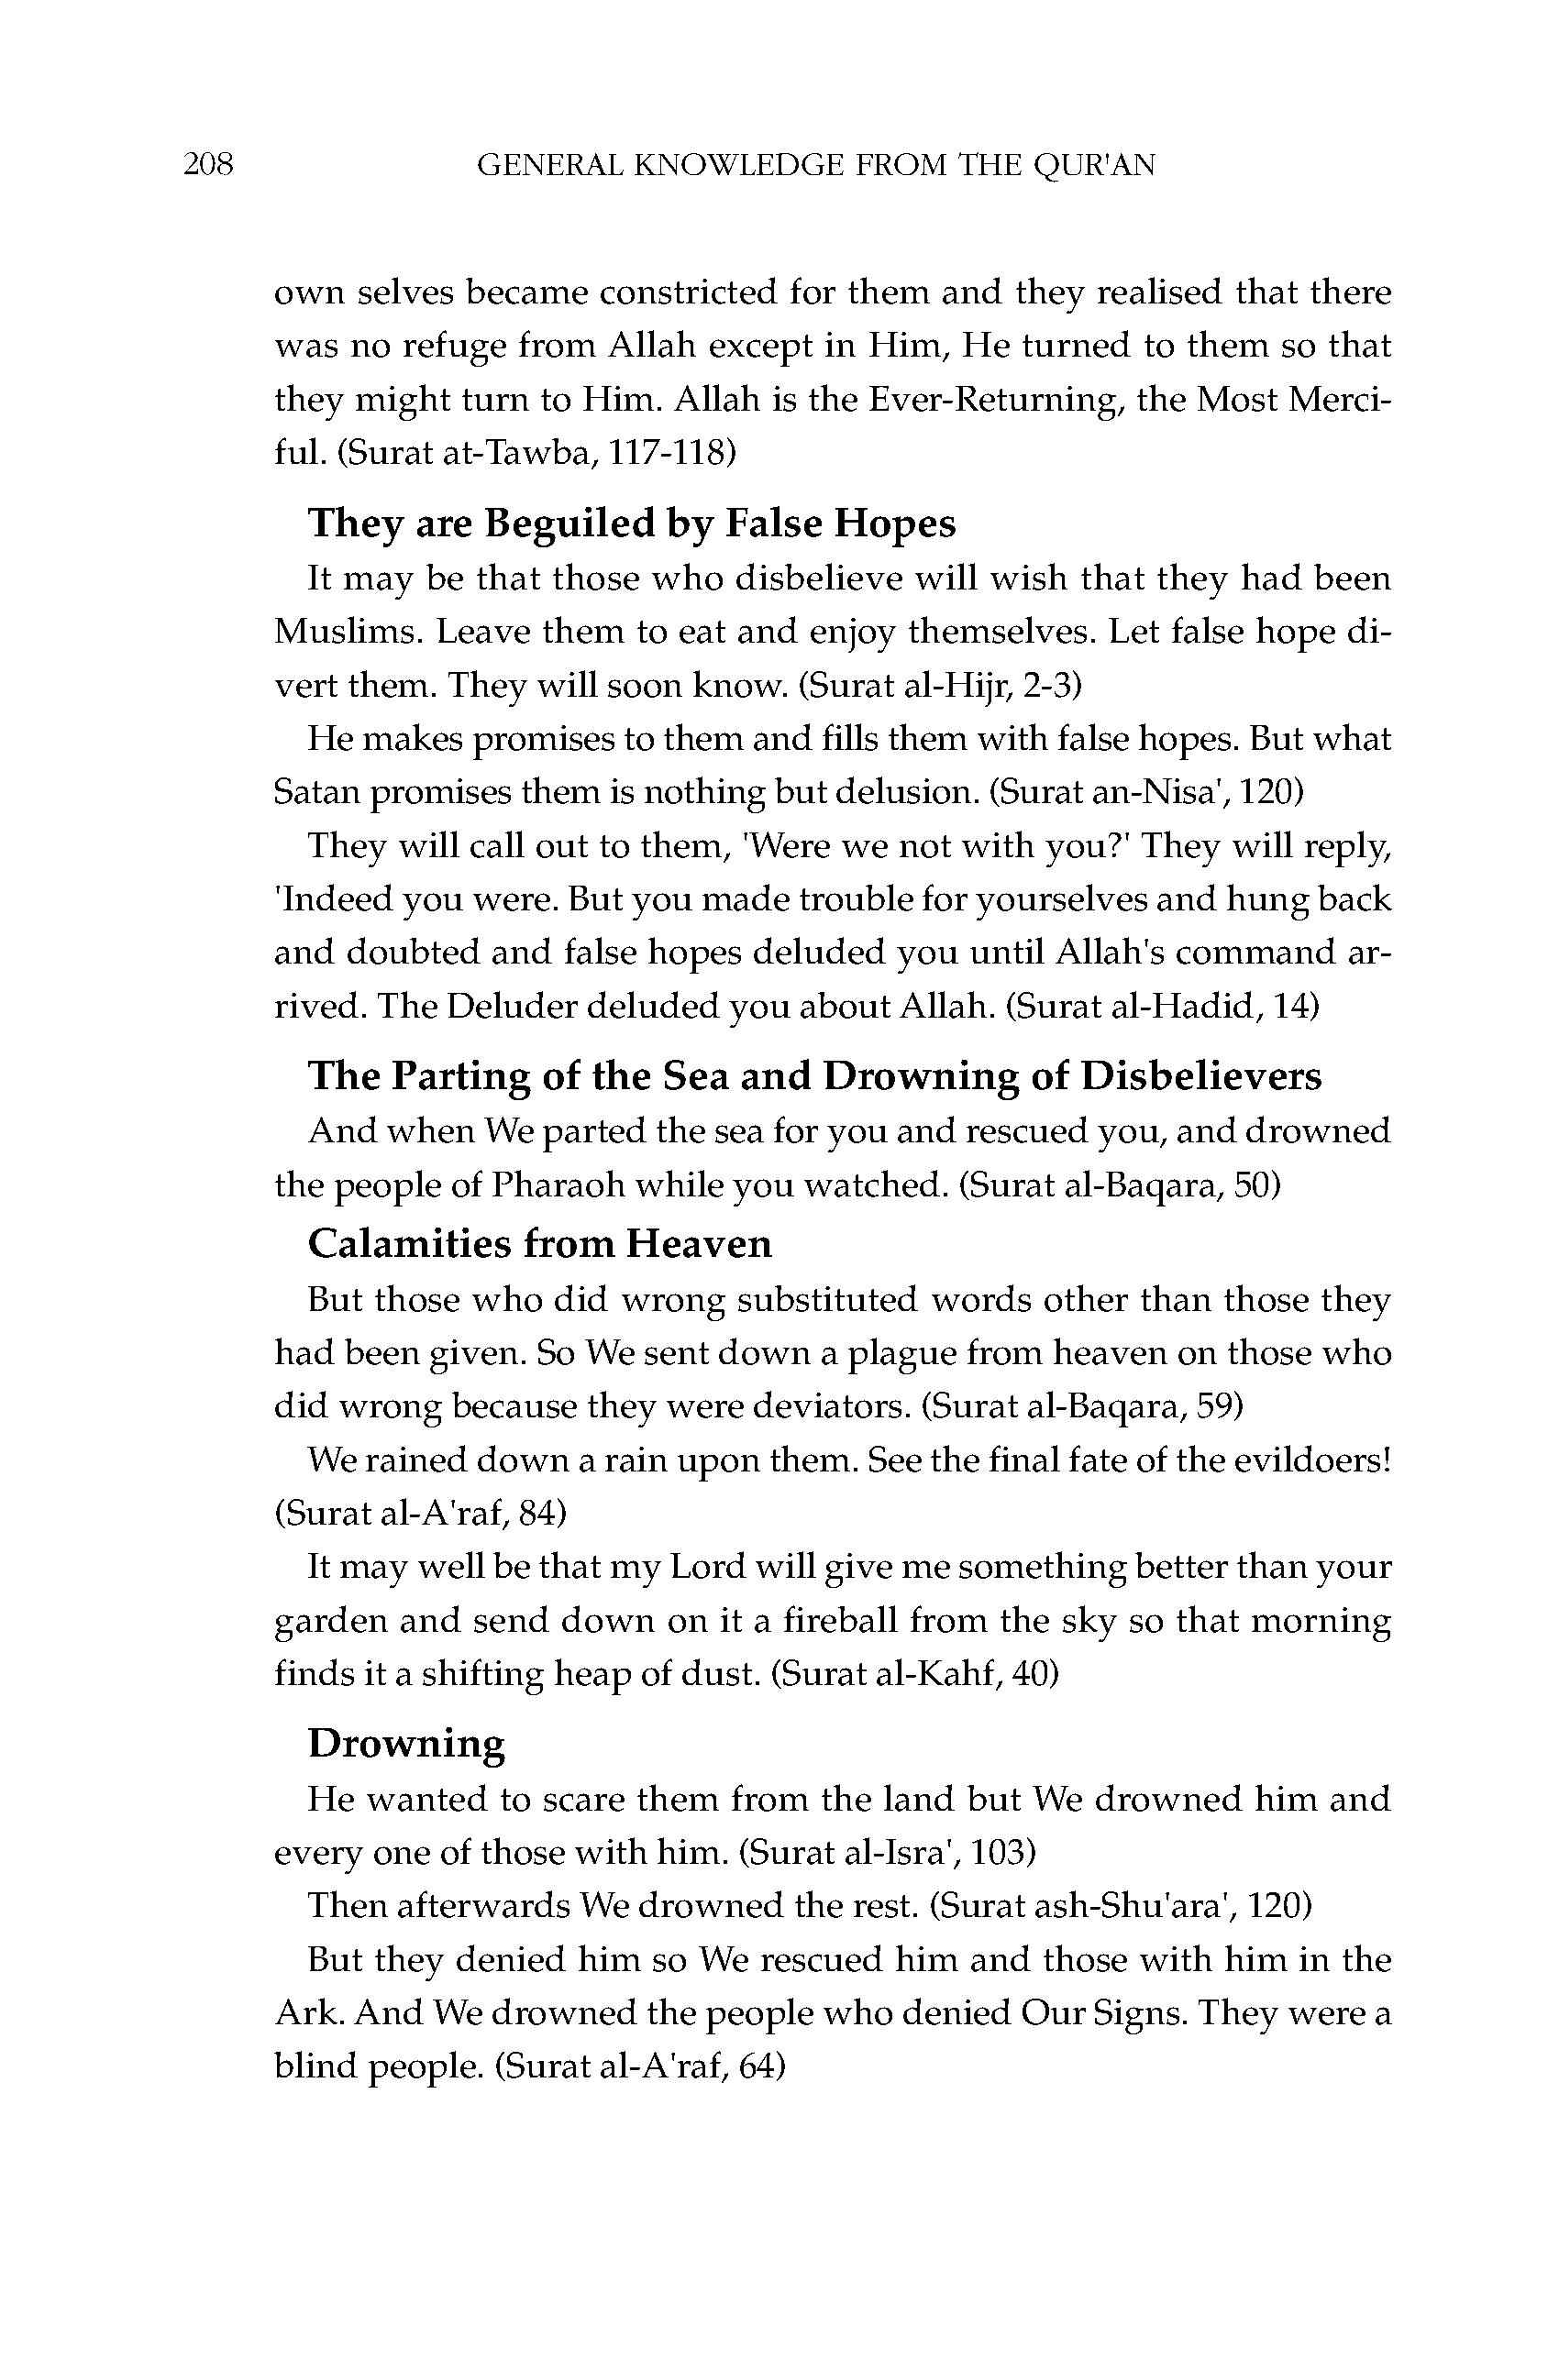 208 GENERAL KNOWLEDGE FROM THE QUR'AN
own selves became constricted for them and they realised that there
was no refuge from Allah except in Him, He turned to them so that
they might turn to Him. Allah is the Ever-Returning, the Most Merci-
ful. (Surat at-Tawba, 117-118)
They are Beguiled by False Hopes
It may be that those who disbelieve will wish that they had been
Muslims. Leave them to eat and enjoy themselves. Let false hope di-
vert them. They will soon know. (Surat al-Hijr, 2-3)
He makes promises to them and fills them with false hopes. But what
Satan promises them is nothing but delusion. (Surat an-Nisa', 120)
They will call out to them, 'Were we not with you?' They will reply,
'Indeed you were. But you made trouble for yourselves and hung back
and doubted and false hopes deluded you until Allah's command ar-
rived. The Deluder deluded you about Allah. (Surat al-Hadid, 14)
The Parting of the Sea and Drowning of Disbelievers
And when We parted the sea for you and rescued you, and drowned
the people of Pharaoh while you watched. (Surat al-Baqara, 50)
Calamities from Heaven
But those who did wrong substituted words other than those they
had been given. So We sent down a plague from heaven on those who
did wrong because they were deviators. (Surat al-Baqara, 59)
We rained down a rain upon them. See the final fate of the evildoers!
(Surat al-A'raf, 84)
It may well be that my Lord will give me something better than your
garden and send down on it a fireball from the sky so that morning
finds it a shifting heap of dust. (Surat al-Kahf, 40)
Drowning
He wanted to scare them from the land but We drowned him and
every one of those with him. (Surat al-Isra', 103)
Then afterwards We drowned the rest. (Surat ash-Shu'ara', 120)
But they denied him so We rescued him and those with him in the
Ark. And We drowned the people who denied Our Signs. They were a
blind people. (Surat al-A'raf, 64)